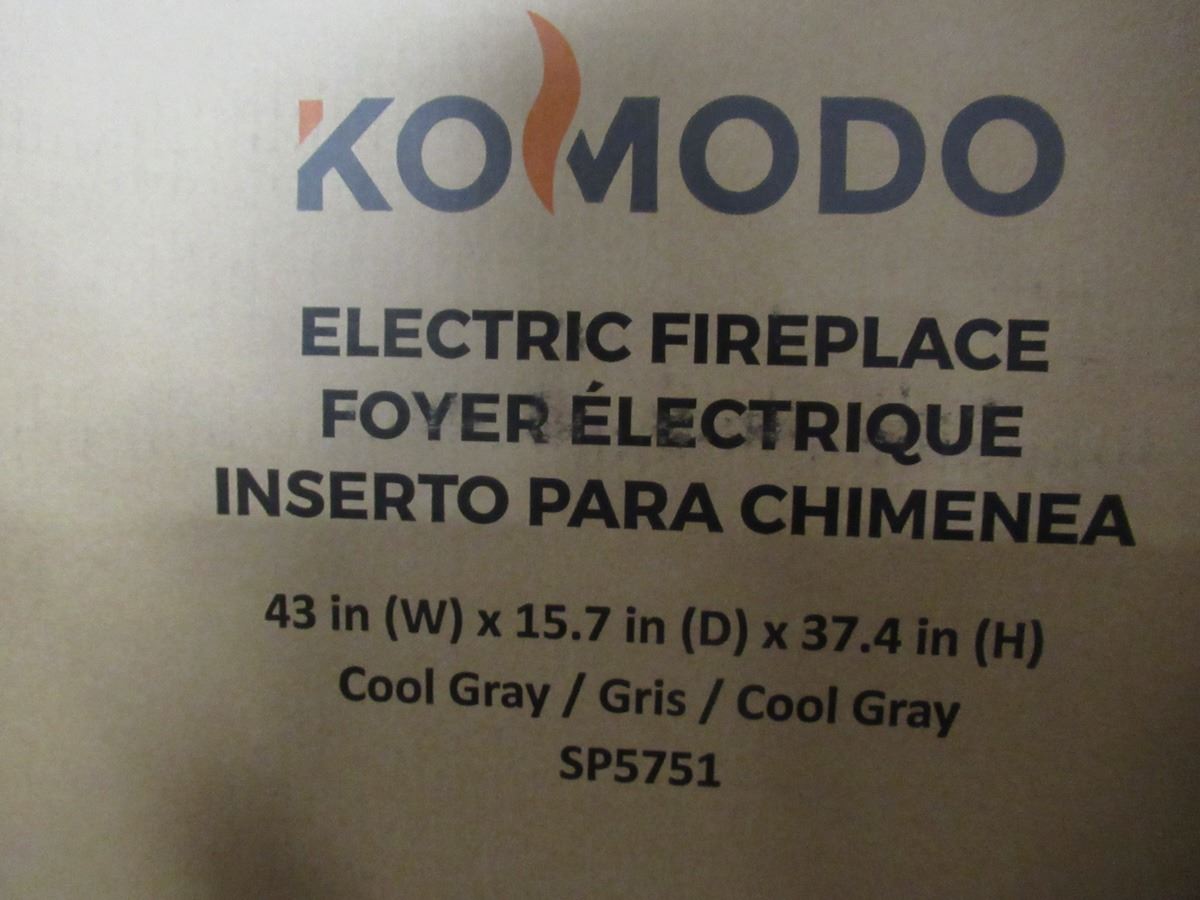 KOMODO
ELECTRIC FIREPLACE
FOYER ÉLECTRIQUE
INSERTO PARA CHIMENEA
43 in (W) x 15.7 in (D) x 37.4 in (H)
Cool Gray / Gris / Cool Gray
SP5751